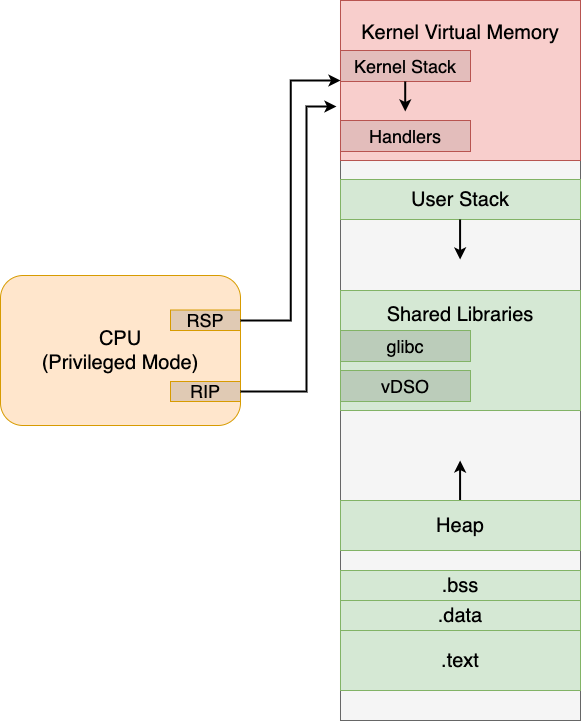 Kernel Virtual Memory
Kernel Stack
Handlers
User Stack
CPU
(Privileged Mode)
RSP
RIP
Shared Libraries
glibc
vDSO
Heap
.bss
.data
.text